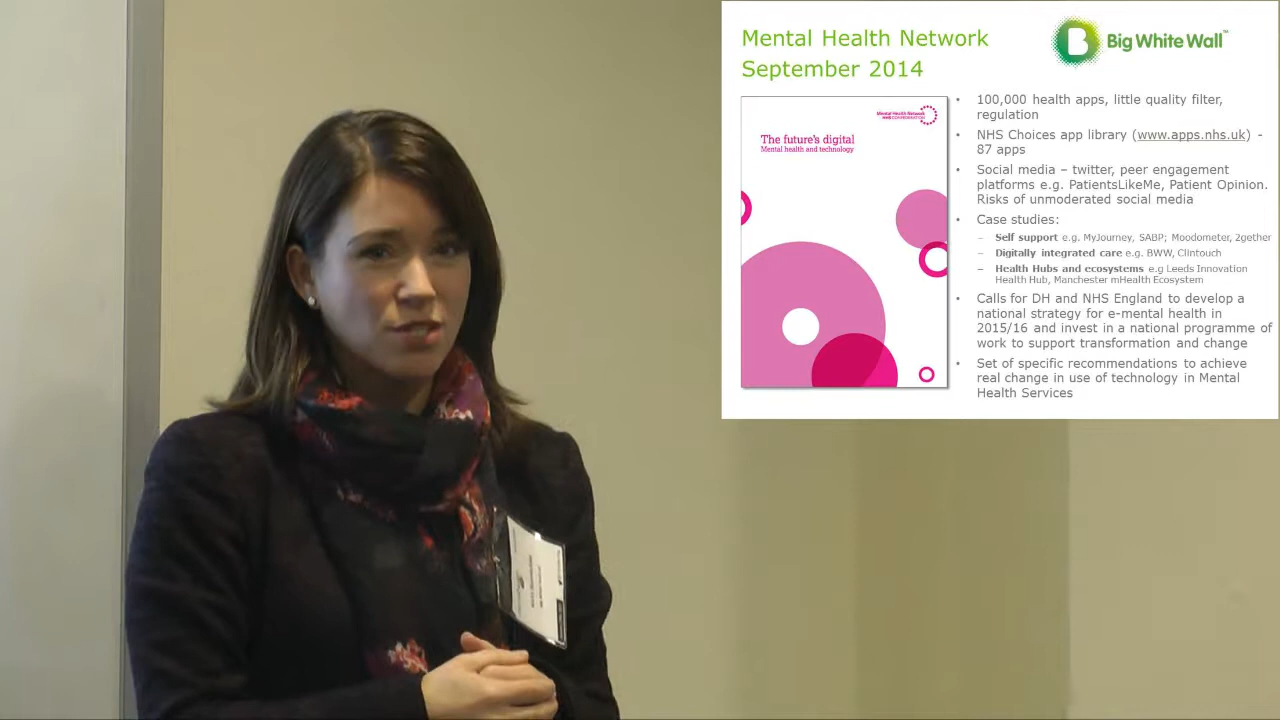 Mental Health Network
September 2014
Big White Wall™
Mental Health Network
NHS CONFEDERATION
The future's digital
Mental health and technology
• 100,000 health apps, little quality filter,
regulation
• NHS Choices app library (www.apps.nhs.uk) -
87 apps
• Social media – twitter, peer engagement
platforms e.g. PatientsLikeMe, Patient Opinion.
Risks of unmoderated social media
• Case studies:
– Self support e.g. MyJourney, SABP; Moodometer, 2gether
– Digitally integrated care e.g. BWW, Clintouch
– Health Hubs and ecosystems e.g Leeds Innovation
Health Hub, Manchester mHealth Ecosystem
• Calls for DH and NHS England to develop a
national strategy for e-mental health in
2015/16 and invest in a national programme of
work to support transformation and change
• Set of specific recommendations to achieve
real change in use of technology in Mental
Health Services